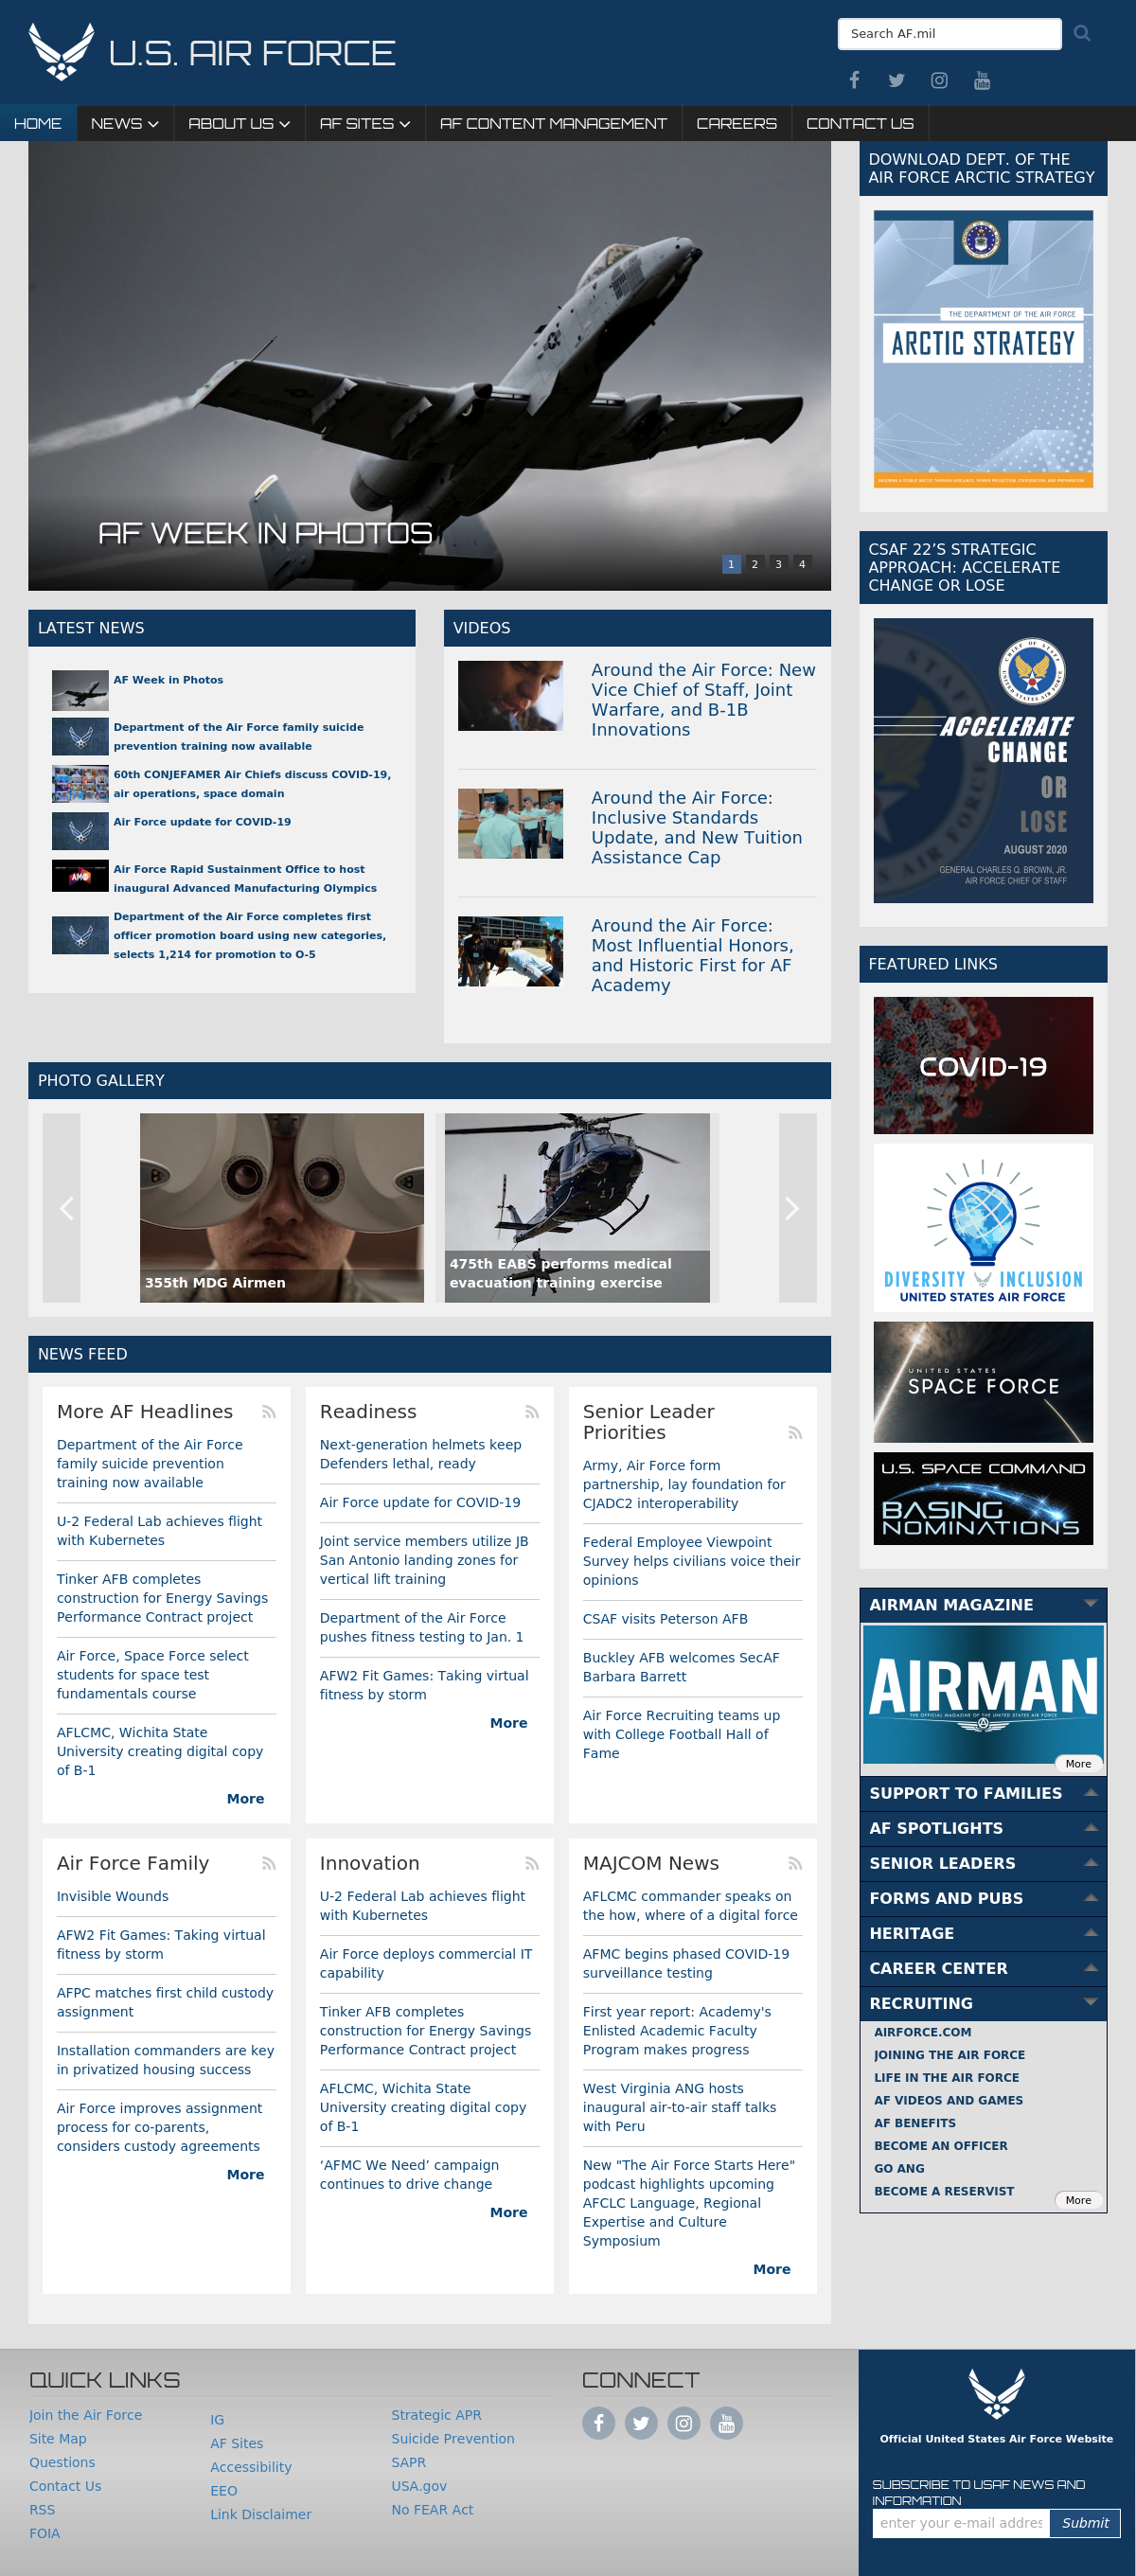 U.S. AIR FORCE
Search AF.mil
HOME
NEWS
ABOUT US
AF SITES
AF CONTENT MANAGEMENT
CAREERS
CONTACT US
AF WEEK IN PHOTOS
1 2 3 4
LATEST NEWS
AF Week in Photos
Department of the Air Force family suicide
prevention training now available
60th CONJEFAMER Air Chiefs discuss COVID-19,
air operations, space domain
Air Force update for COVID-19
Air Force Rapid Sustainment Office to host
inaugural Advanced Manufacturing Olympics
Department of the Air Force completes first
officer promotion board using new categories,
selects 1,214 for promotion to O-5
VIDEOS
Around the Air Force: New
Vice Chief of Staff, Joint
Warfare, and B-1B
Innovations
Around the Air Force:
Inclusive Standards
Update, and New Tuition
Assistance Cap
Around the Air Force:
Most Influential Honors,
and Historic First for AF
Academy
PHOTO GALLERY
355th MDG Airmen
475th EABS performs medical
evacuation training exercise
NEWS FEED
More AF Headlines
Department of the Air Force
family suicide prevention
training now available
U-2 Federal Lab achieves flight
with Kubernetes
Tinker AFB completes
construction for Energy Savings
Performance Contract project
Air Force, Space Force select
students for space test
fundamentals course
AFLCMC, Wichita State
University creating digital copy
of B-1
More
Readiness
Next-generation helmets keep
Defenders lethal, ready
Air Force update for COVID-19
Joint service members utilize JB
San Antonio landing zones for
vertical lift training
Department of the Air Force
pushes fitness testing to Jan. 1
AFW2 Fit Games: Taking virtual
fitness by storm
More
Senior Leader
Priorities
Army, Air Force form
partnership, lay foundation for
CJADC2 interoperability
Federal Employee Viewpoint
Survey helps civilians voice their
opinions
CSAF visits Peterson AFB
Buckley AFB welcomes SecAF
Barbara Barrett
Air Force Recruiting teams up
with College Football Hall of
Fame
Air Force Family
Invisible Wounds
AFW2 Fit Games: Taking virtual
fitness by storm
AFPC matches first child custody
assignment
Installation commanders are key
in privatized housing success
Air Force improves assignment
process for co-parents,
considers custody agreements
More
Innovation
U-2 Federal Lab achieves flight
with Kubernetes
Air Force deploys commercial IT
capability
Tinker AFB completes
construction for Energy Savings
Performance Contract project
AFLCMC, Wichita State
University creating digital copy
of B-1
‘AFMC We Need’ campaign
continues to drive change
More
MAJCOM News
AFLCMC commander speaks on
the how, where of a digital force
AFMC begins phased COVID-19
surveillance testing
First year report: Academy's
Enlisted Academic Faculty
Program makes progress
West Virginia ANG hosts
inaugural air-to-air staff talks
with Peru
New "The Air Force Starts Here"
podcast highlights upcoming
AFCLC Language, Regional
Expertise and Culture
Symposium
More
DOWNLOAD DEPT. OF THE
AIR FORCE ARCTIC STRATEGY
THE DEPARTMENT OF THE AIR FORCE
ARCTIC STRATEGY
CSAF 22’S STRATEGIC
APPROACH: ACCELERATE
CHANGE OR LOSE
ACCELERATE
CHANGE
OR
LOSE
AUGUST 2020
GENERAL CHARLES Q. BROWN, JR.
AIR FORCE CHIEF OF STAFF
FEATURED LINKS
COVID-19
DIVERSITY INCLUSION
UNITED STATES AIR FORCE
UNITED STATES
SPACE FORCE
U.S. SPACE COMMAND
BASING
NOMINATIONS
AIRMAN MAGAZINE
AIRMAN
THE OFFICIAL MAGAZINE OF THE UNITED STATES AIR FORCE
More
SUPPORT TO FAMILIES
AF SPOTLIGHTS
SENIOR LEADERS
FORMS AND PUBS
HERITAGE
CAREER CENTER
RECRUITING
AIRFORCE.COM
JOINING THE AIR FORCE
LIFE IN THE AIR FORCE
AF VIDEOS AND GAMES
AF BENEFITS
BECOME AN OFFICER
GO ANG
BECOME A RESERVIST
More
QUICK LINKS
Join the Air Force
Site Map
Questions
Contact Us
RSS
FOIA
IG
AF Sites
Accessibility
EEO
Link Disclaimer
Strategic APR
Suicide Prevention
SAPR
USA.gov
No FEAR Act
CONNECT
Official United States Air Force Website
SUBSCRIBE TO USAF NEWS AND
INFORMATION
enter your e-mail addres
Submit